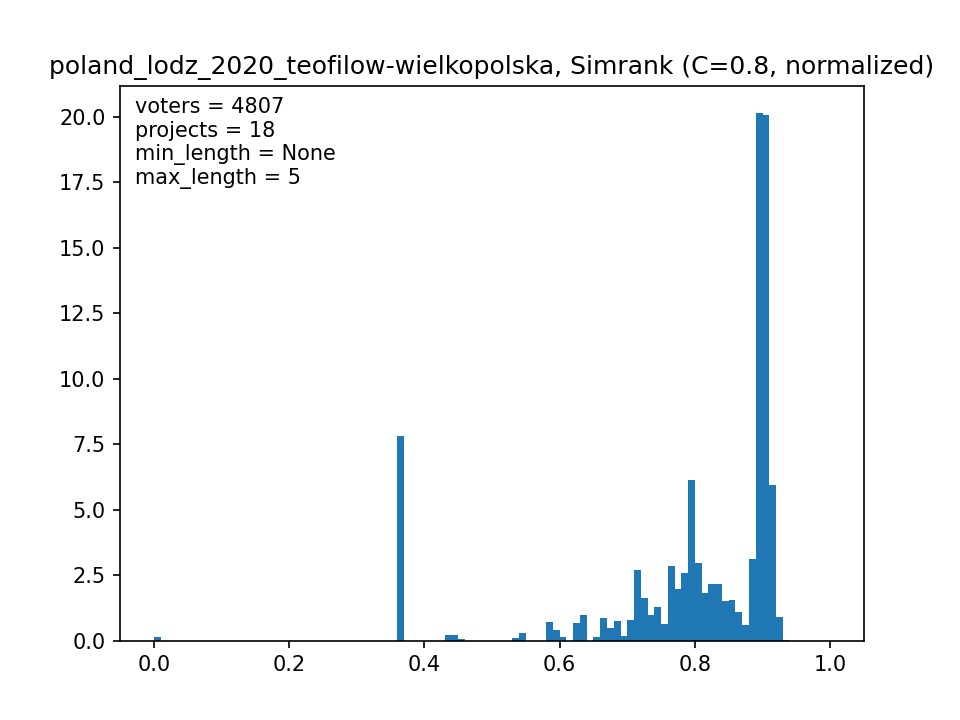 poland_lodz_2020_teofilow-wielkopolska, Simrank (C=0.8, normalized)
voters = 4807
projects = 18
min_length = None
max_length = 5
20.0
17.5
15.0
12.5
10.0
7.5
5.0
2.5
0.0
0.0 0.2 0.4 0.6 0.8 1.0